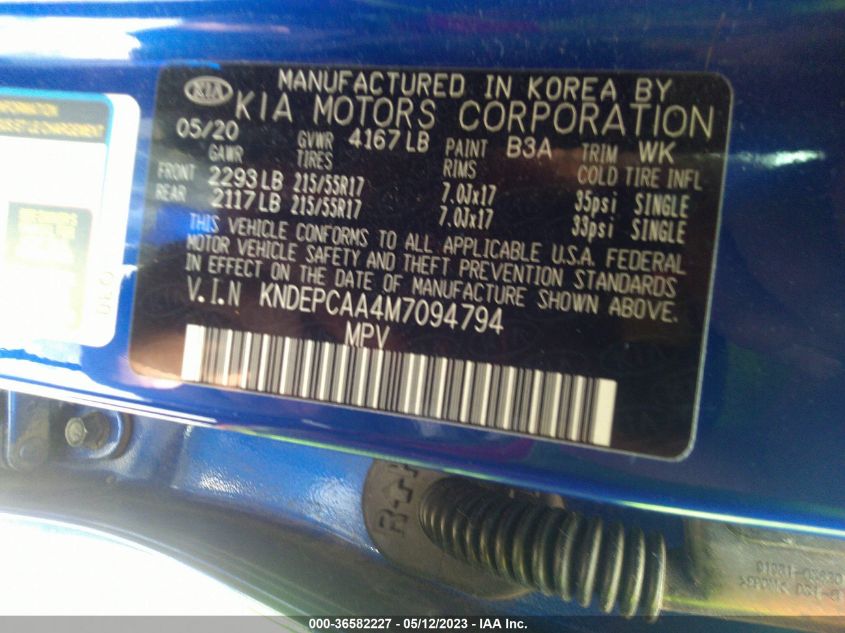 KIA MANUFACTURED IN KOREA BY
KIA MOTORS CORPORATION
05/20 GVWR 4167 LB PAINT B3A TRIM WK
GAWR TIRES RIMS COLD TIRE INFL
FRONT 2293 LB 215/55R17 7.0Jx17 35psi SINGLE
REAR 2117 LB 215/55R17 7.0Jx17 33psi SINGLE
THIS VEHICLE CONFORMS TO ALL APPLICABLE U.S.A. FEDERAL
MOTOR VEHICLE SAFETY AND THEFT PREVENTION STANDARDS
IN EFFECT ON THE DATE OF MANUFACTURE SHOWN ABOVE.
V.I.N KNDEPCAA4M7094794
MPV
INFORMATION
CHARGEMENT
000-36582227 - 05/12/2023 - IAA Inc.